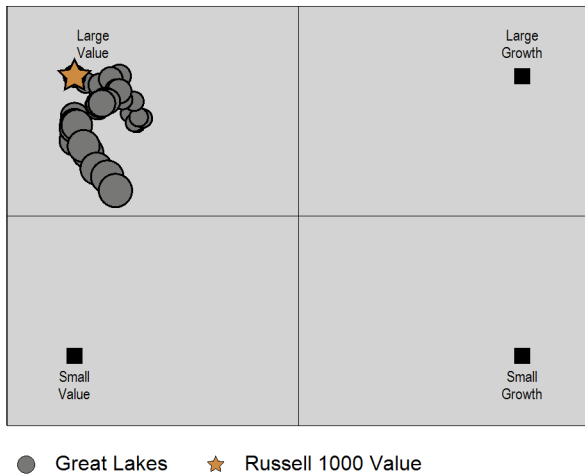 Large
Value
Large
Growth
Small
Value
Small
Growth
Great Lakes
Russell 1000 Value